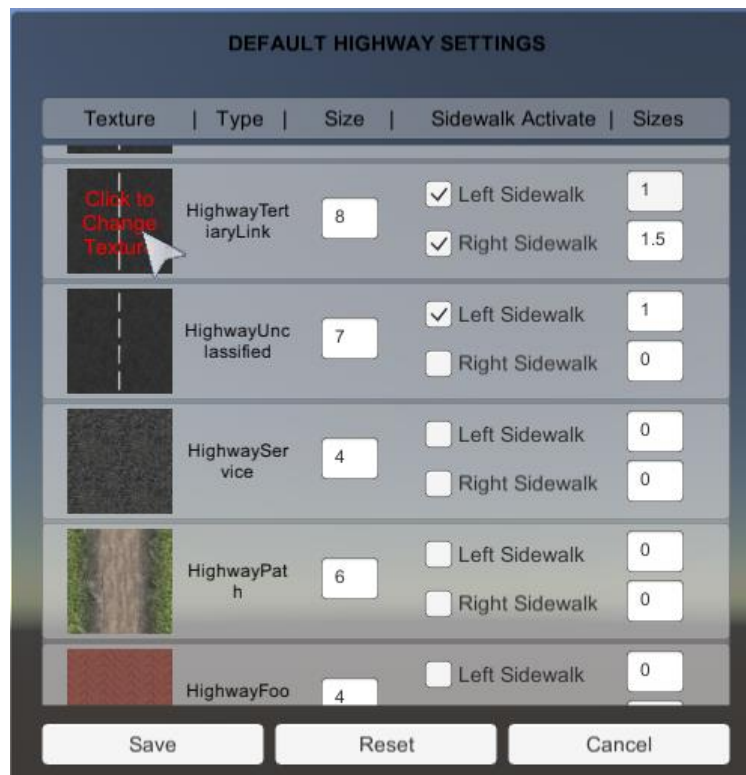 DEFAULT HIGHWAY SETTINGS
Texture | Type | Size | Sidewalk Activate | Sizes
Click to
Change
Texture
HighwayTert
iaryLink
8
Left Sidewalk
1
Right Sidewalk
1.5
HighwayUnc
lassified
7
Left Sidewalk
1
Right Sidewalk
0
HighwaySer
vice
4
Left Sidewalk
0
Right Sidewalk
0
HighwayPat
h
6
Left Sidewalk
0
Right Sidewalk
0
HighwayFoo
4
Left Sidewalk
0
Save
Reset
Cancel